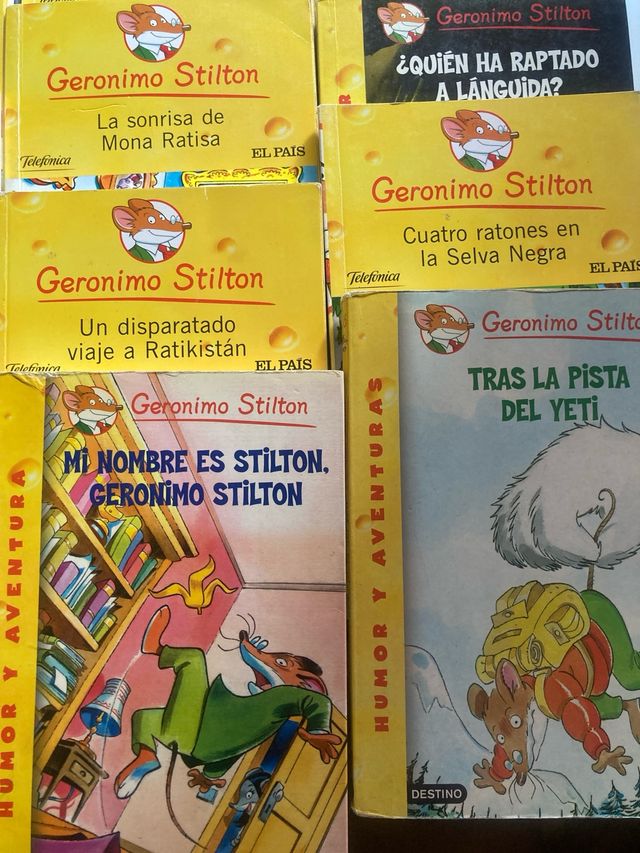 Geronimo Stilton
La sonrisa de
Mona Ratisa
Telefónica
EL PAÍS
Geronimo Stilton
¿QUIÉN HA RAPTADO
A LÁNGUIDA?
Geronimo Stilton
Cuatro ratones en
la Selva Negra
Telefónica
EL PAÍS
Geronimo Stilton
Un disparatado
viaje a Ratikistán
Telefónica
EL PAÍS
Geronimo Stilton
TRAS LA PISTA
DEL YETI
HUMOR Y AVENTURAS
DESTINO
Geronimo Stilton
MI NOMBRE ES STILTON,
GERONIMO STILTON
HUMOR Y AVENTURA